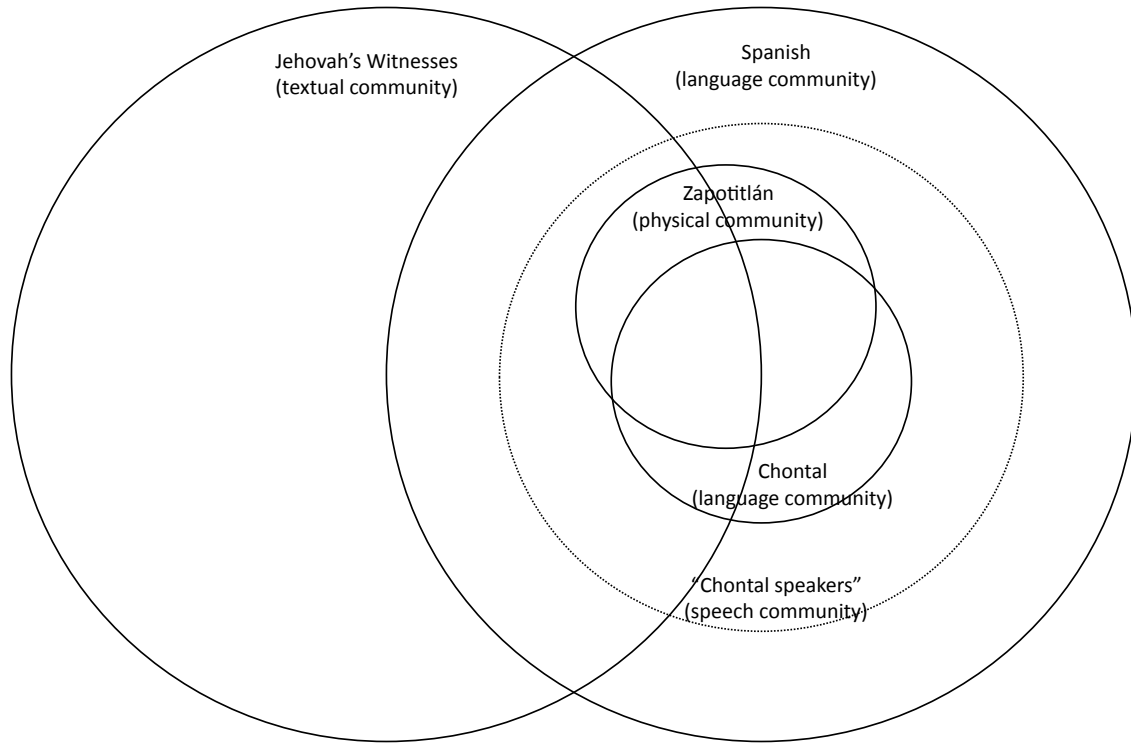 Jehovah’s Witnesses
(textual community)
Spanish
(language community)
Zapotitlán
(physical community)
Chontal
(language community)
“Chontal speakers”
(speech community)